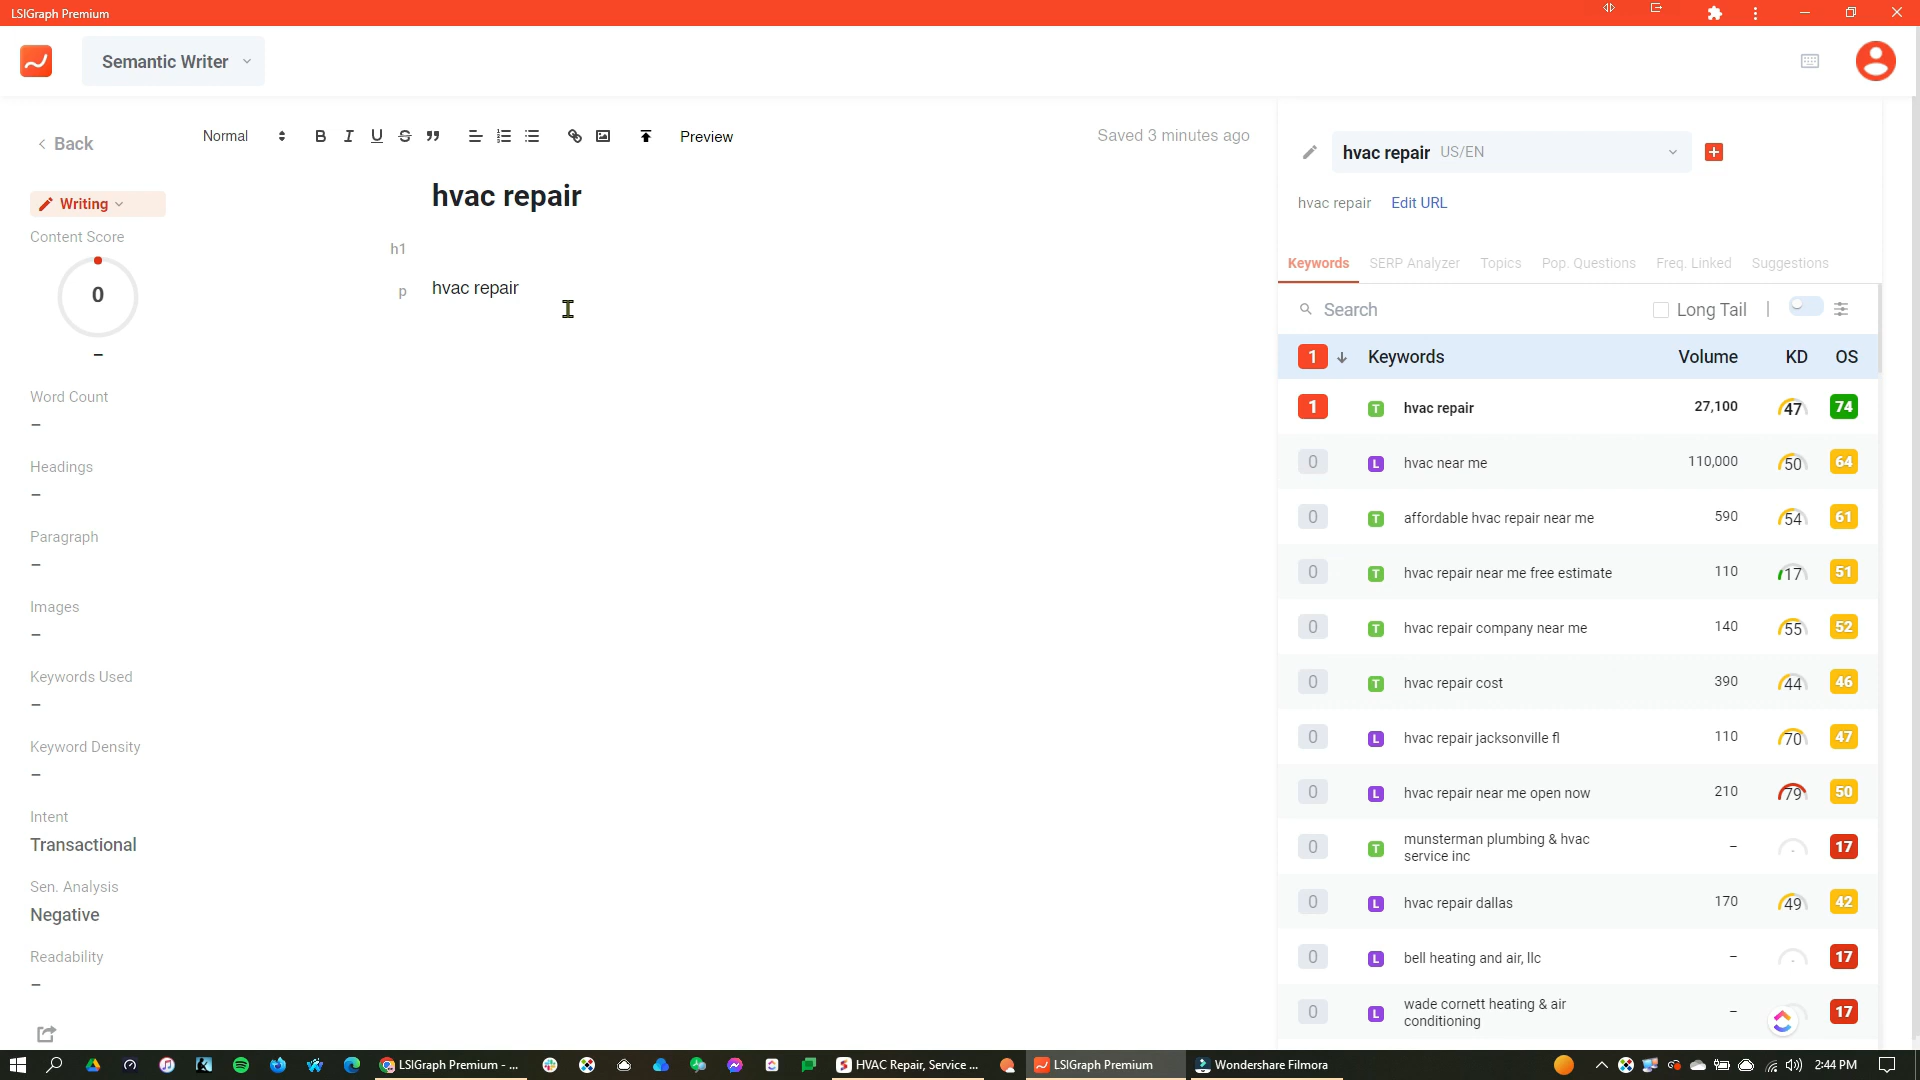 LSIGraph Premium
Semantic Writer
Back
Normal
Preview
Saved 3 minutes ago
hvac repair US/EN
hvac repair Edit URL
Writing
Content Score
0
–
Word Count
–
Headings
–
Paragraph
–
Images
–
Keywords Used
–
Keyword Density
–
Intent
Transactional
Sen. Analysis
Negative
Readability
–
hvac repair
h1
p hvac repair
Keywords SERP Analyzer Topics Pop. Questions Freq. Linked Suggestions
Search Long Tail |
1 Keywords Volume KD OS
1 T hvac repair 27,100 47 74
0 L hvac near me 110,000 50 64
0 T affordable hvac repair near me 590 54 61
0 T hvac repair near me free estimate 110 17 51
0 T hvac repair company near me 140 55 52
0 T hvac repair cost 390 44 46
0 L hvac repair jacksonville fl 110 70 47
0 L hvac repair near me open now 210 79 50
0 T munsterman plumbing & hvac
service inc – - 17
0 L hvac repair dallas 170 49 42
0 L bell heating and air, llc – - 17
0 L wade cornett heating & air
conditioning – 17
LSIGraph Premium - ...
HVAC Repair, Service ...
LSIGraph Premium
Wondershare Filmora
2:44 PM